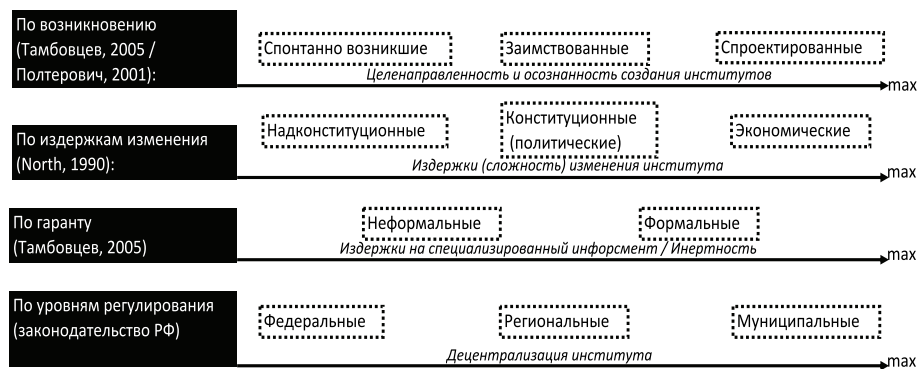 По возникновению
(Тамбовцев, 2005 /
Полтерович, 2001):
Спонтанно возникшие
Заимствованные
Спроектированные
Целенаправленность и осознанность создания институтов
max
По издержкам изменения
(North, 1990):
Надконституционные
Конституционные
(политические)
Экономические
Издержки (сложность) изменения института
max
По гаранту
(Тамбовцев, 2005)
Неформальные
Формальные
Издержки на специализированный инфорсмент / Инертность
max
По уровням регулирования
(законодательство РФ)
Федеральные
Региональные
Муниципальные
Децентрализация института
max